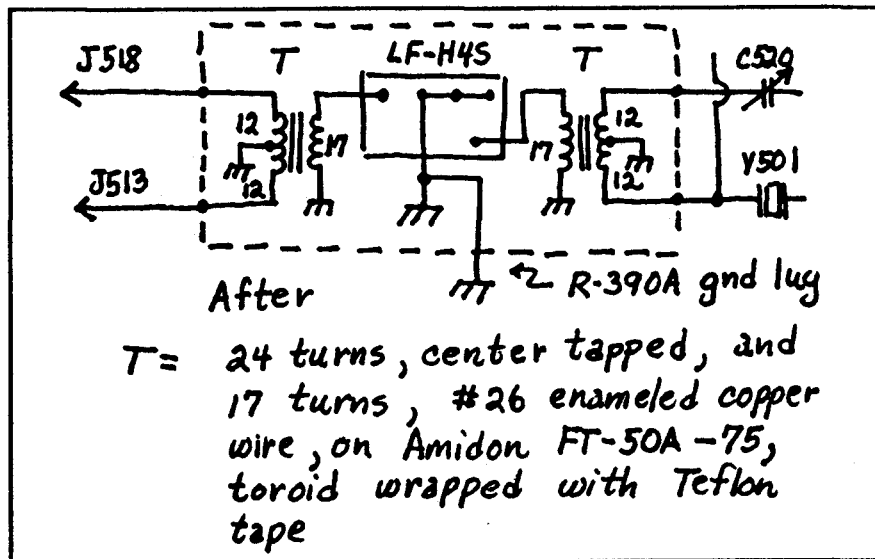 J518
T
LF-H4S
T
C520
12
17
17
12
J513
12
12
Y501
After
R-390A gnd lug
T= 24 turns, center tapped, and
17 turns, #26 enameled copper
wire, on Amidon FT-50A-75,
toroid wrapped with Teflon
tape